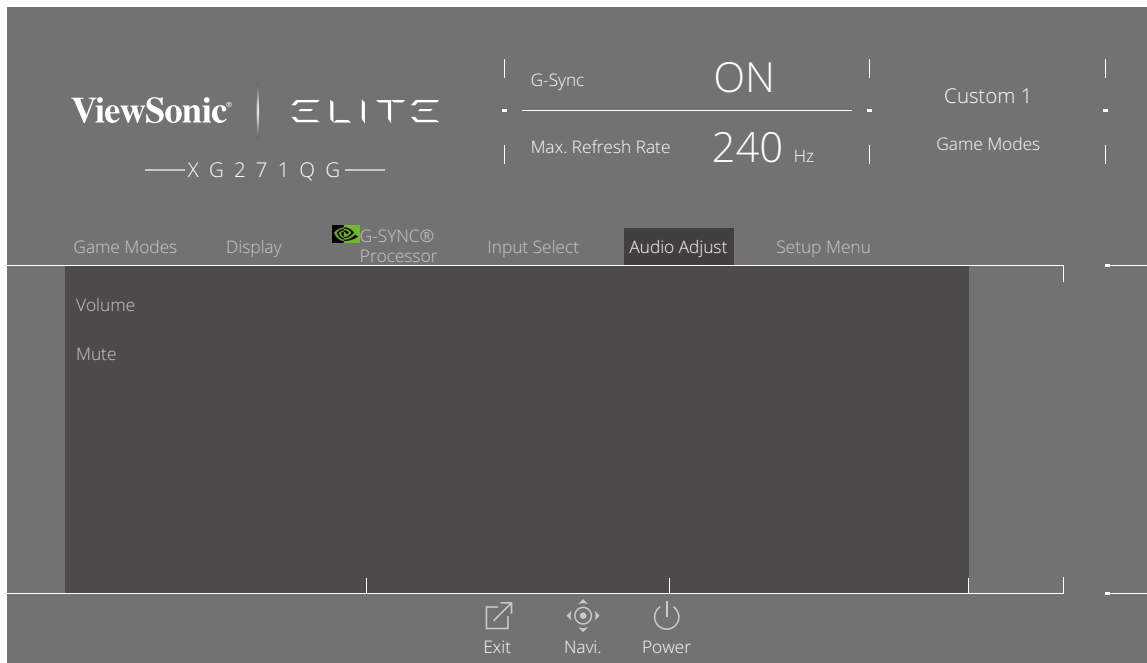 ViewSonic® ELITE
XG271QG
G-Sync ON
Max. Refresh Rate 240 Hz
Custom 1
Game Modes
Game Modes
Display
G-SYNC®
Processor
Input Select
Audio Adjust
Setup Menu
Volume
Mute
Exit
Navi.
Power